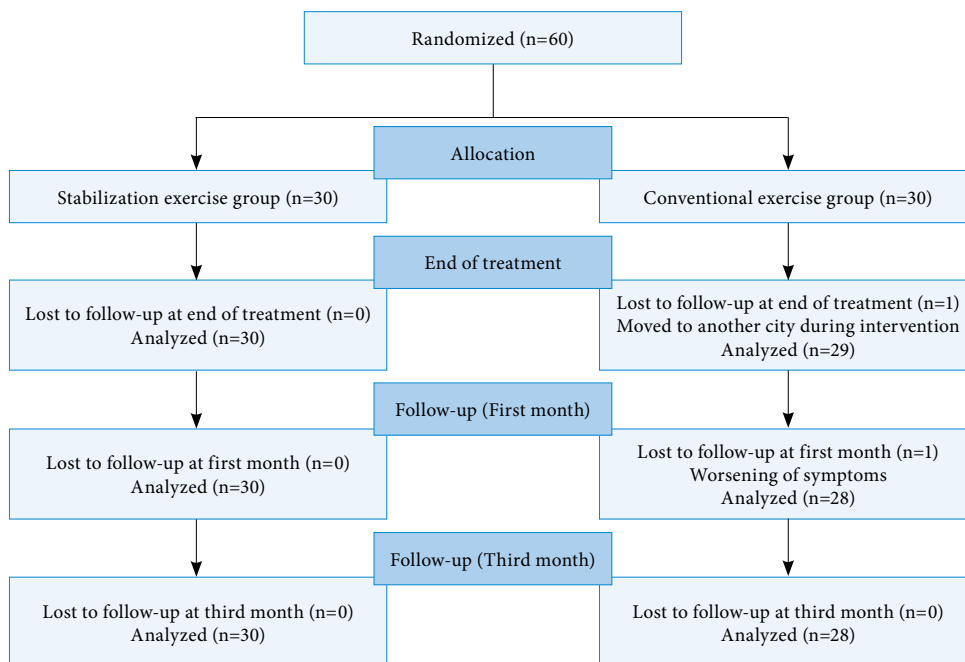 Randomized (n=60)
Allocation
Stabilization exercise group (n=30)
Conventional exercise group (n=30)
End of treatment
Lost to follow-up at end of treatment (n=0)
Analyzed (n=30)
Lost to follow-up at end of treatment (n=1)
Moved to another city during intervention
Analyzed (n=29)
Follow-up (First month)
Lost to follow-up at first month (n=0)
Analyzed (n=30)
Lost to follow-up at first month (n=1)
Worsening of symptoms
Analyzed (n=28)
Follow-up (Third month)
Lost to follow-up at third month (n=0)
Analyzed (n=30)
Lost to follow-up at third month (n=0)
Analyzed (n=28)